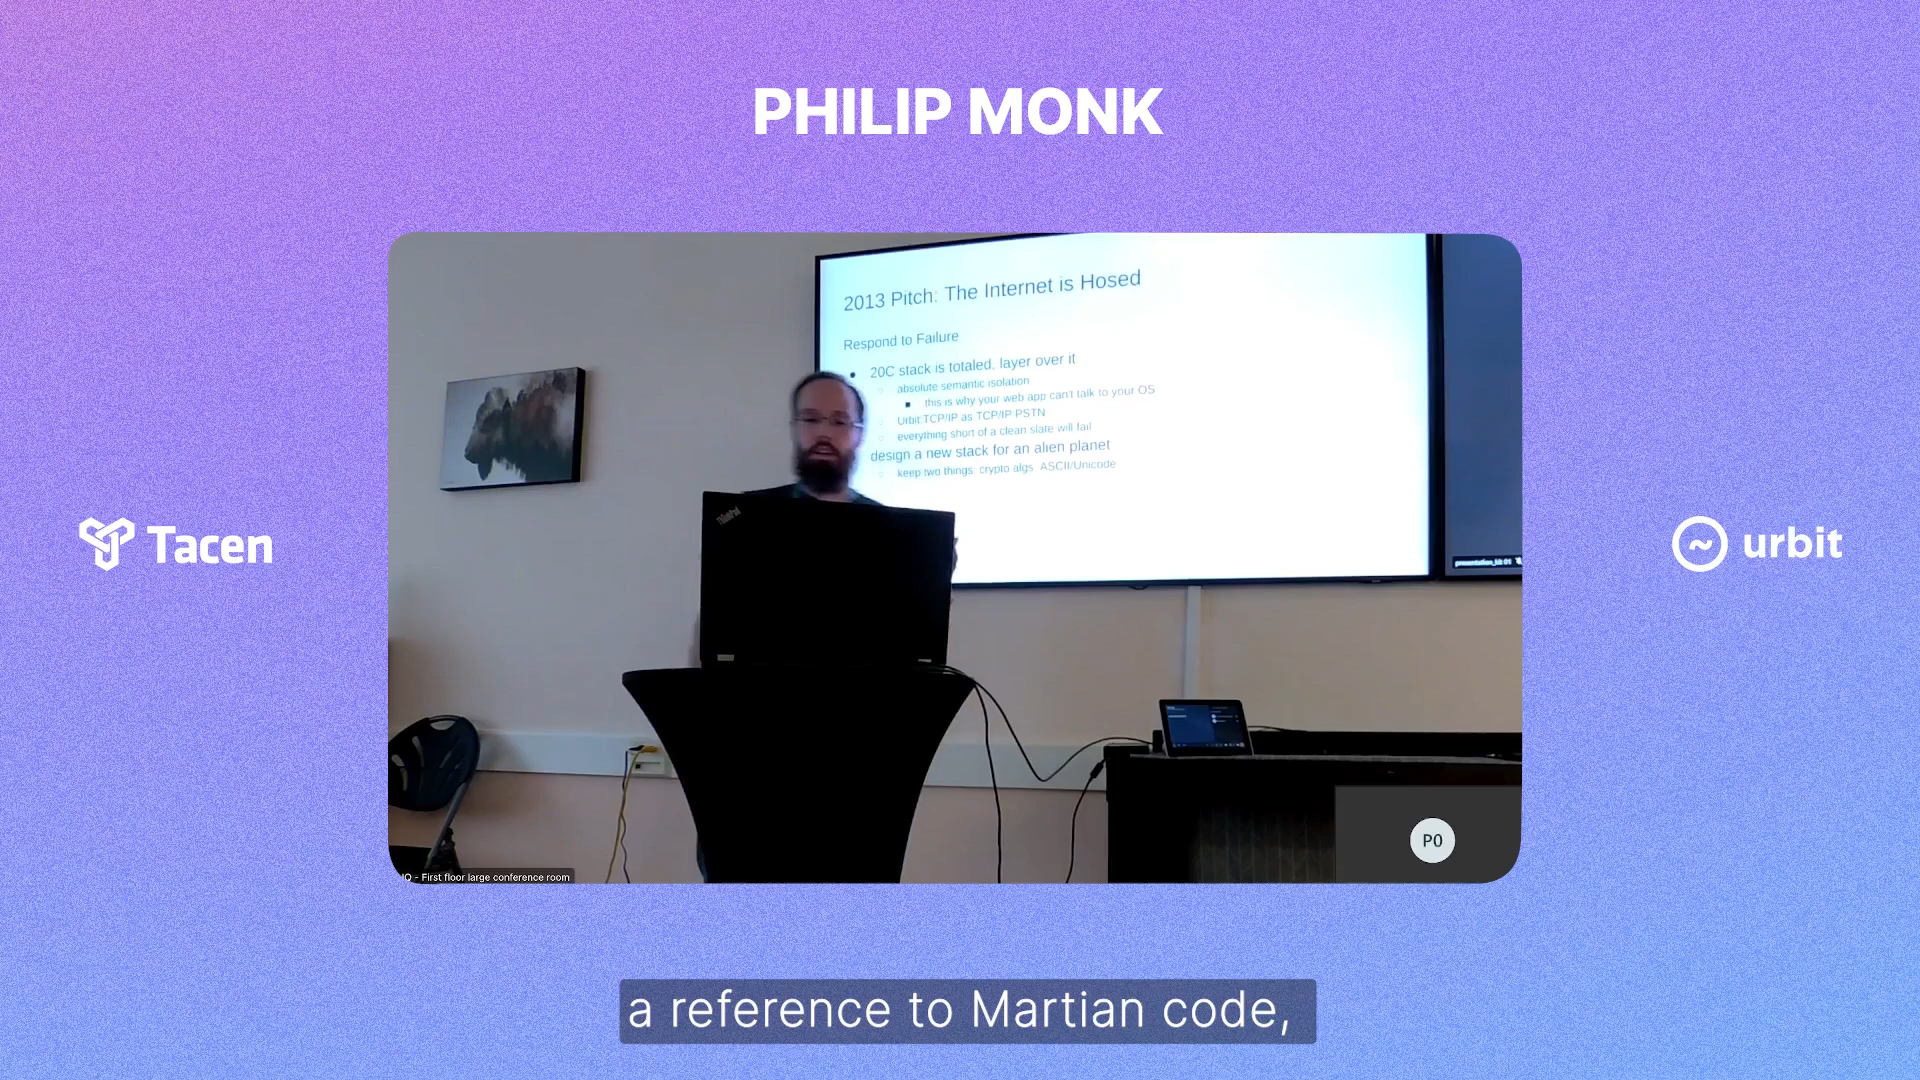 PHILIP MONK
2013 Pitch: The Internet is Hosed
Respond to Failure
20C stack is totaled, layer over it
absolute semantic isolation
this is why your web app can't talk to your OS
Urbit:TCP/IP as TCP/IP:PSTN
everything short of a clean slate will fail
design a new stack for an alien planet
keep two things: crypto algs, ASCII/Unicode
ThinkPad
Tacen
urbit
P0
- First floor large conference room
a reference to Martian code,